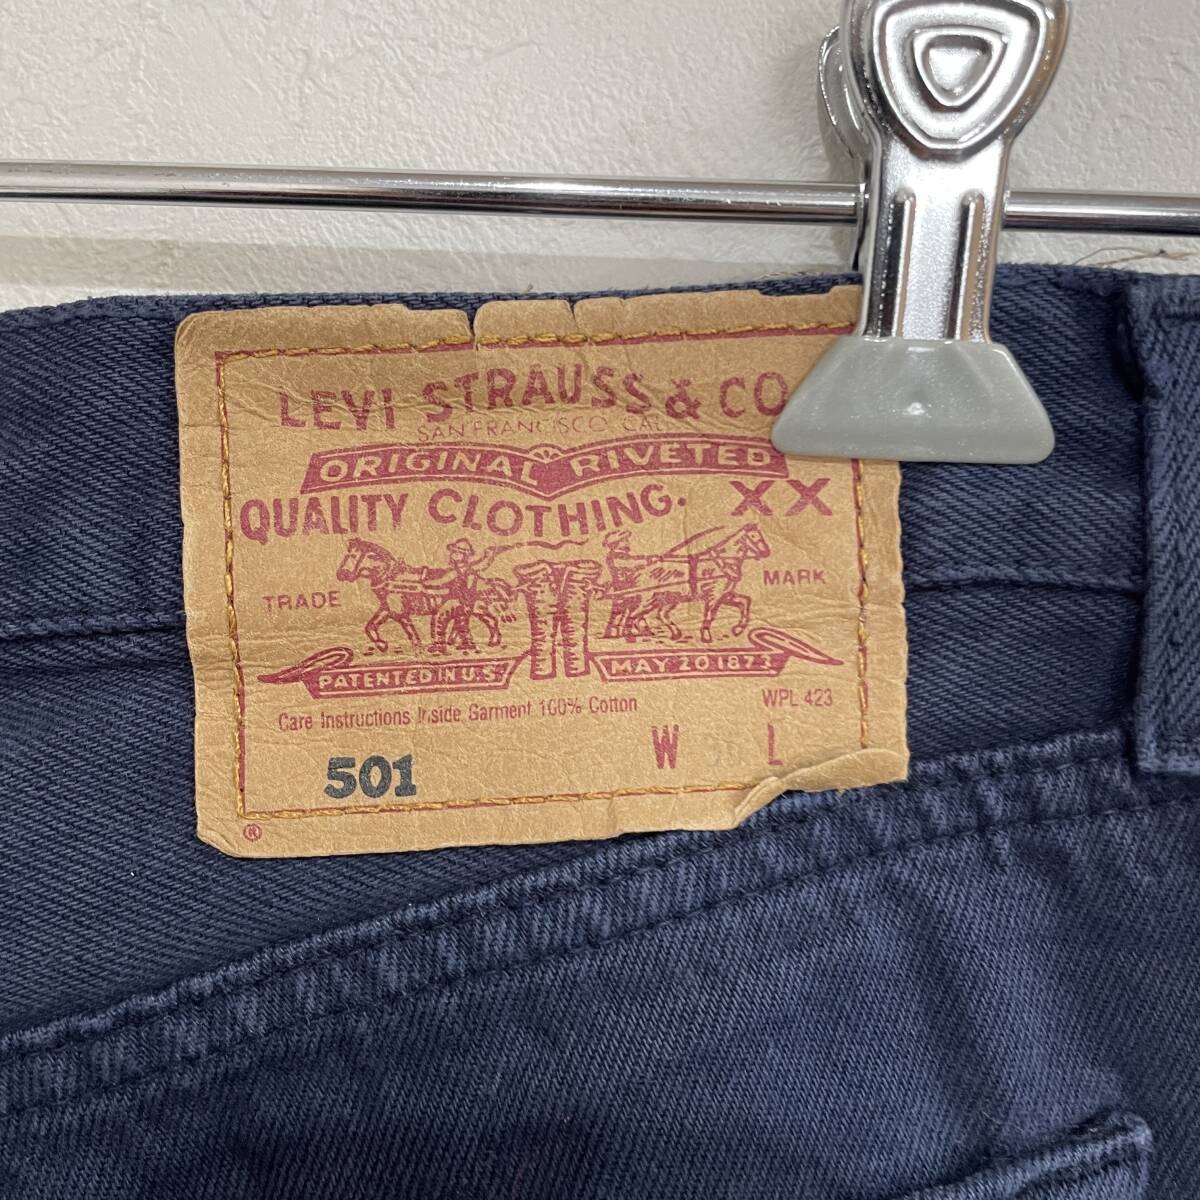 LEVI STRAUSS & CO
SAN FRANCISCO CAL
ORIGINAL RIVETED
QUALITY CLOTHING. XX
TRADE MARK
PATENTED IN U.S. MAY 20 1873
Care Instructions Inside Garment 100% Cotton WPL 423
W L
501
®